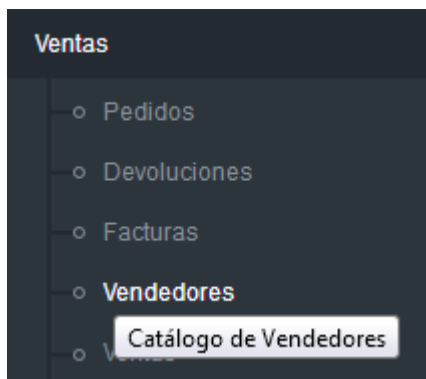 Ventas
Pedidos
Devoluciones
Facturas
Vendedores
Catálogo de Vendedores